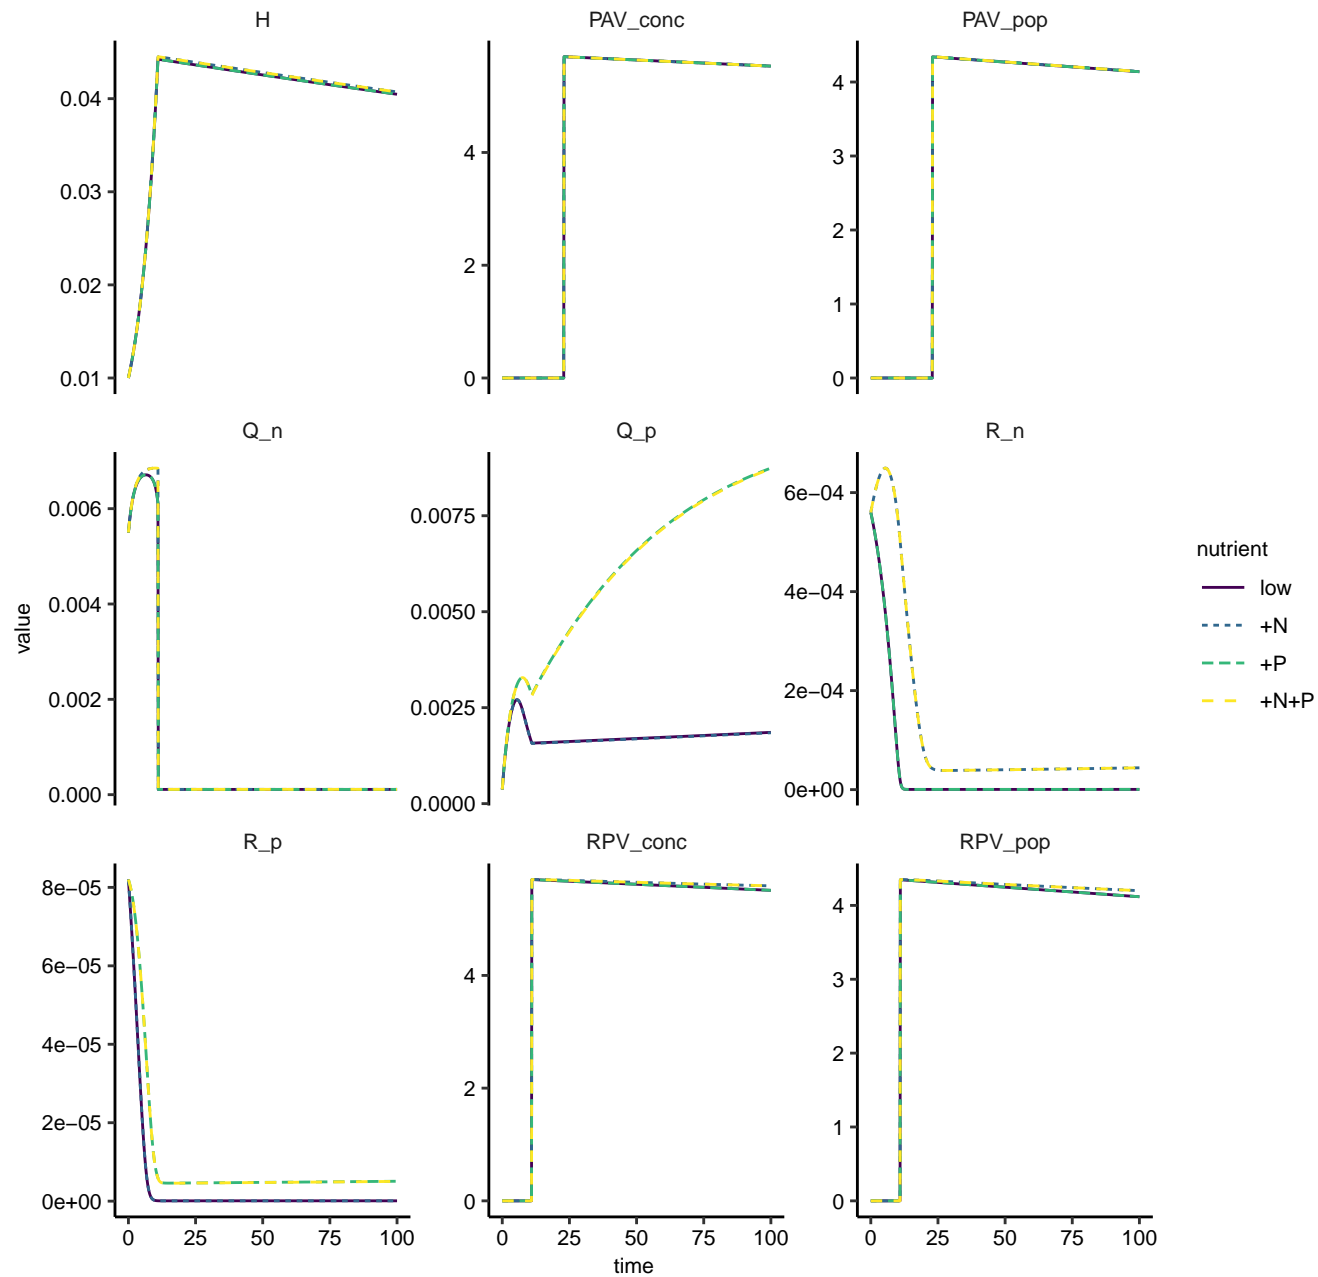 H
PAV_conc
PAV_pop
0.04
0.03
0.02
0.01
4
2
0
4
3
2
1
0
Q_n
Q_p
R_n
0.006
0.004
0.002
0.000
0.0075
0.0050
0.0025
0.0000
6e−04
4e−04
2e−04
0e+00
R_p
RPV_conc
RPV_pop
8e−05
6e−05
4e−05
2e−05
0e+00
4
2
0
4
3
2
1
0
0 25 50 75 100
0 25 50 75 100
0 25 50 75 100
time
value
nutrient
low
+N
+P
+N+P